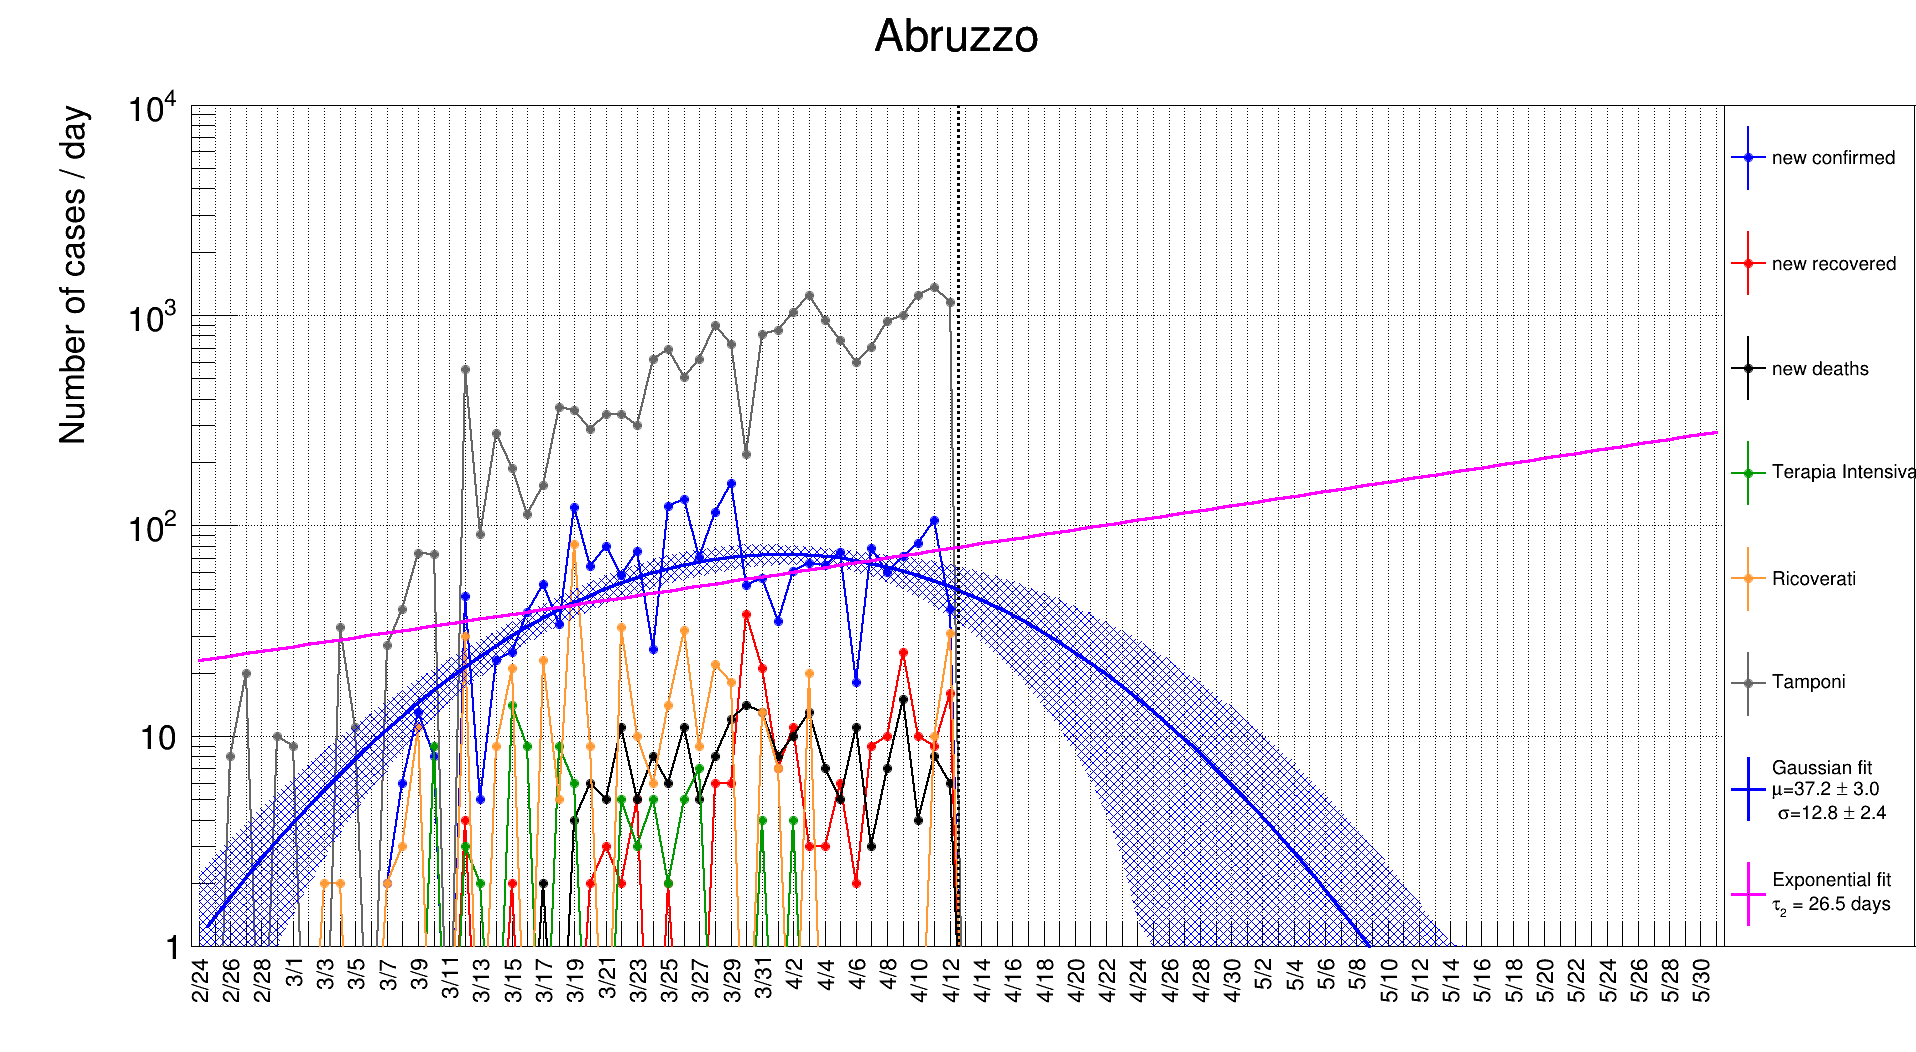 Abruzzo
Number of cases / day
10⁴
10³
10²
10
1
2/24 2/26 2/28 3/1 3/3 3/5 3/7 3/9 3/11 3/13 3/15 3/17 3/19 3/21 3/23 3/25 3/27 3/29 3/31 4/2 4/4 4/6 4/8 4/10 4/12 4/14 4/16 4/18 4/20 4/22 4/24 4/26 4/28 4/30 5/2 5/4 5/6 5/8 5/10 5/12 5/14 5/16 5/18 5/20 5/22 5/24 5/26 5/28 5/30
new confirmed
new recovered
new deaths
Terapia Intensiva
Ricoverati
Tamponi
Gaussian fit
μ=37.2 ± 3.0
σ=12.8 ± 2.4
Exponential fit
τ₂ = 26.5 days